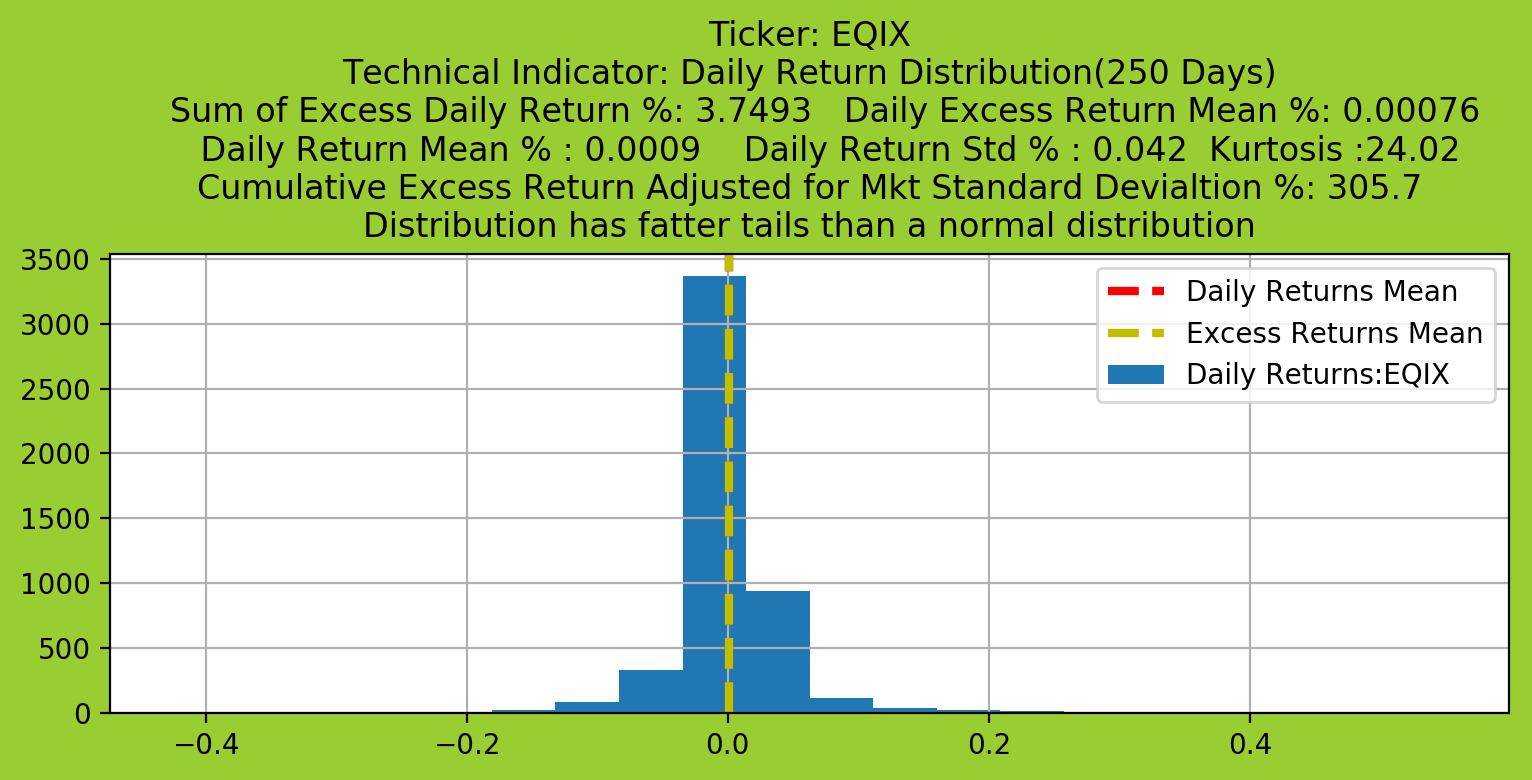 Ticker: EQIX
Technical Indicator: Daily Return Distribution(250 Days)
Sum of Excess Daily Return %: 3.7493   Daily Excess Return Mean %: 0.00076
Daily Return Mean % : 0.0009    Daily Return Std % : 0.042  Kurtosis :24.02
Cumulative Excess Return Adjusted for Mkt Standard Devialtion %: 305.7
Distribution has fatter tails than a normal distribution
3500
3000
2500
2000
1500
1000
500
0
Daily Returns Mean
Excess Returns Mean
Daily Returns:EQIX
−0.4
−0.2
0.0
0.2
0.4